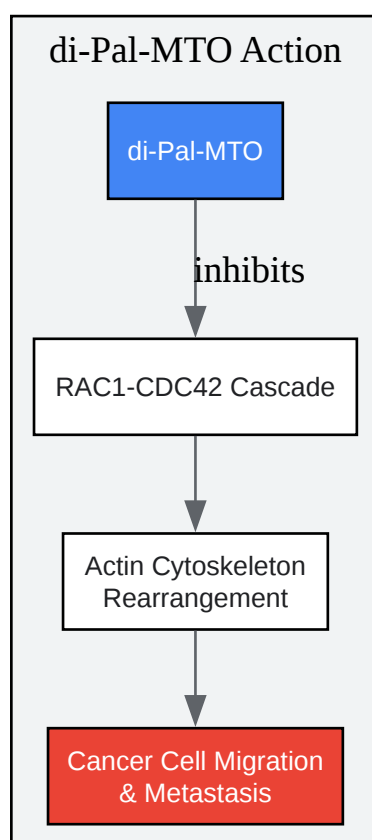 di-Pal-MTO Action
di-Pal-MTO
inhibits
RAC1-CDC42 Cascade
Actin Cytoskeleton
Rearrangement
Cancer Cell Migration
& Metastasis